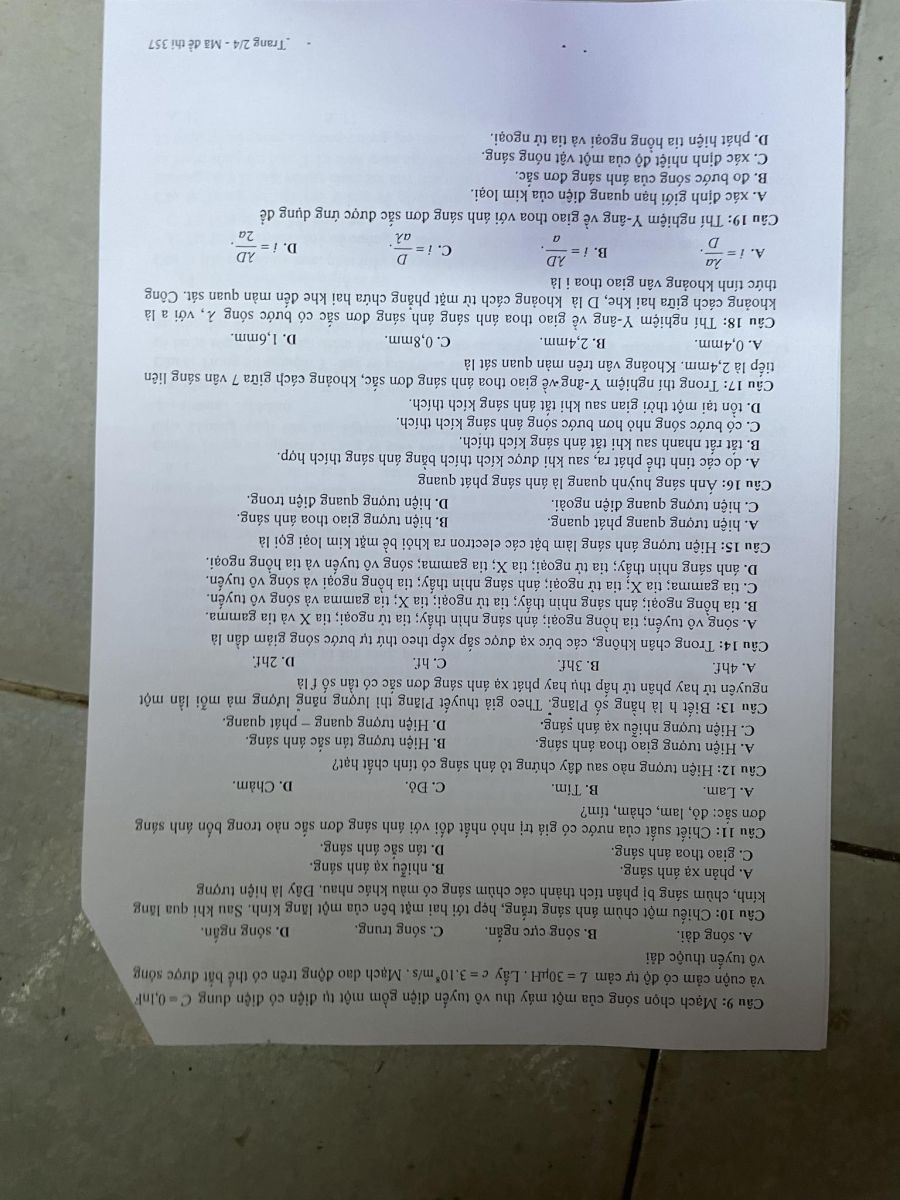 Câu 9: Mạch chọn sóng của một máy thu vô tuyến điện gồm một tụ điện có điện dung C = 0,1nF
và cuộn cảm có độ tự cảm L = 30μH. Lấy c = 3.10⁸m/s. Mạch dao động trên có thể bắt được sóng
vô tuyến thuộc dải
A. sóng dài. B. sóng cực ngắn. C. sóng trung. D. sóng ngắn.
Câu 10: Chiếu một chùm ánh sáng trắng, hẹp tới hai mặt bên của một lăng kính. Sau khi qua lăng
kính, chùm sáng bị phân tích thành các chùm sáng có màu khác nhau. Đây là hiện tượng
A. phản xạ ánh sáng. B. nhiễu xạ ánh sáng.
C. giao thoa ánh sáng. D. tán sắc ánh sáng.
Câu 11: Chiết suất của nước có giá trị nhỏ nhất đối với ánh sáng đơn sắc nào trong bốn ánh sáng
đơn sắc: đỏ, lam, chàm, tím?
A. Lam. B. Tím. C. Đỏ. D. Chàm.
Câu 12: Hiện tượng nào sau đây chứng tỏ ánh sáng có tính chất hạt?
A. Hiện tượng giao thoa ánh sáng. B. Hiện tượng tán sắc ánh sáng.
C. Hiện tượng nhiễu xạ ánh sáng. D. Hiện tượng quang – phát quang.
Câu 13: Biết h là hằng số Plăng. Theo giả thuyết Plăng thì lượng năng lượng mà mỗi lần một
nguyên tử hay phân tử hấp thụ hay phát xạ ánh sáng đơn sắc có tần số f là
A. 4hf. B. 3hf. C. hf. D. 2hf.
Câu 14: Trong chân không, các bức xạ được sắp xếp theo thứ tự bước sóng giảm dần là
A. sóng vô tuyến; tia hồng ngoại; ánh sáng nhìn thấy; tia tử ngoại; tia X và tia gamma.
B. tia hồng ngoại; ánh sáng nhìn thấy; tia tử ngoại; tia X; tia gamma và sóng vô tuyến.
C. tia gamma; tia X; tia tử ngoại; ánh sáng nhìn thấy; tia hồng ngoại và sóng vô tuyến.
D. ánh sáng nhìn thấy; tia tử ngoại; tia X; tia gamma; sóng vô tuyến và tia hồng ngoại.
Câu 15: Hiện tượng ánh sáng làm bật các electron ra khỏi bề mặt kim loại gọi là
A. hiện tượng quang phát quang. B. hiện tượng giao thoa ánh sáng.
C. hiện tượng quang điện ngoài. D. hiện tượng quang điện trong.
Câu 16: Ánh sáng huỳnh quang là ánh sáng phát quang
A. do các tinh thể phát ra, sau khi được kích thích bằng ánh sáng thích hợp.
B. tắt rất nhanh sau khi tắt ánh sáng kích thích.
C. có bước sóng nhỏ hơn bước sóng ánh sáng kích thích.
D. tồn tại một thời gian sau khi tắt ánh sáng kích thích.
Câu 17: Trong thí nghiệm Y-âng về giao thoa ánh sáng đơn sắc, khoảng cách giữa 7 vân sáng liên
tiếp là 2,4mm. Khoảng vân trên màn quan sát là
A. 0,4mm. B. 2,4mm. C. 0,8mm. D. 1,6mm.
Câu 18: Thí nghiệm Y-âng về giao thoa ánh sáng ánh sáng đơn sắc có bước sóng λ, với a là
khoảng cách giữa hai khe, D là khoảng cách từ mặt phẳng chứa hai khe đến màn quan sát. Công
thức tính khoảng vân giao thoa i là
A. i = λa/D. B. i = λD/a. C. i = D/aλ. D. i = λD/2a.
Câu 19: Thí nghiệm Y-âng về giao thoa với ánh sáng đơn sắc được ứng dụng để
A. xác định giới hạn quang điện của kim loại.
B. đo bước sóng của ánh sáng đơn sắc.
C. xác định nhiệt độ của một vật nóng sáng.
D. phát hiện tia hồng ngoại và tia tử ngoại.
Trang 2/4 - Mã đề thi 357